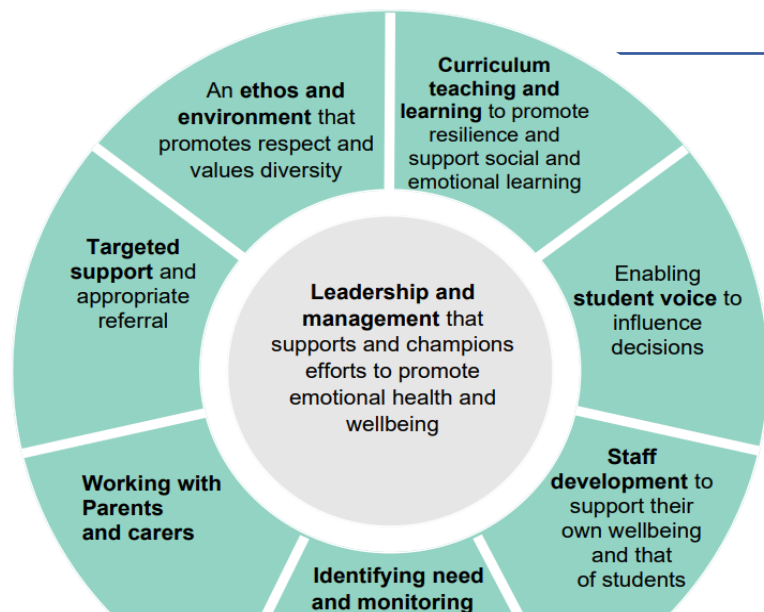 An ethos and
environment that
promotes respect and
values diversity
Curriculum
teaching and
learning to promote
resilience and
support social and
emotional learning
Enabling
student voice to
influence
decisions
Staff
development to
support their
own wellbeing
and that
of students
Identifying need
and monitoring
Working with
Parents
and carers
Targeted
support and
appropriate
referral
Leadership and
management that
supports and champions
efforts to promote
emotional health and
wellbeing